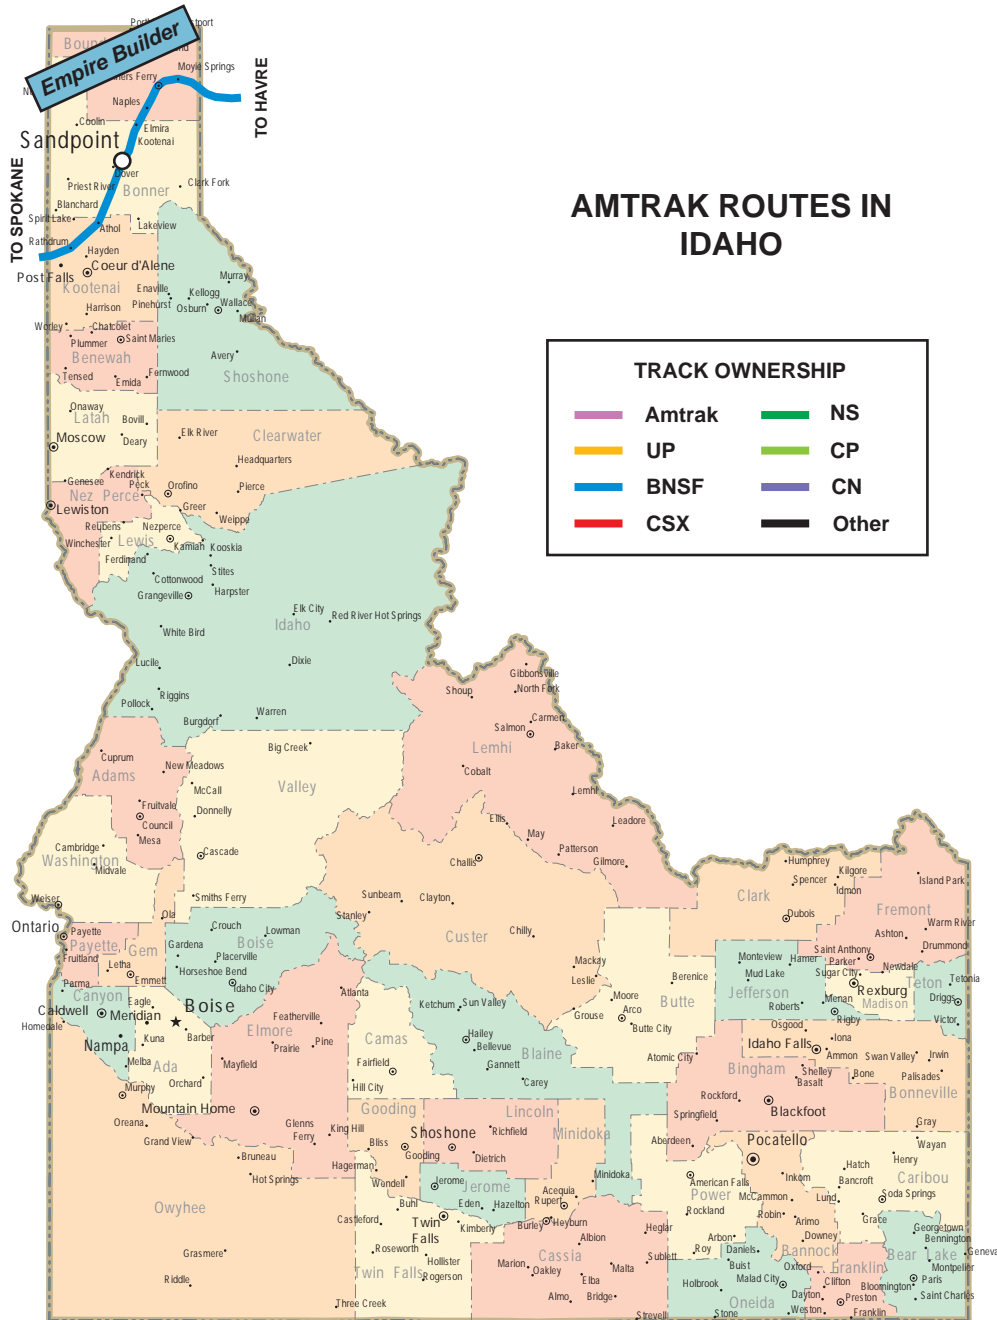 AMTRAK ROUTES IN
IDAHO
TRACK OWNERSHIP
Amtrak
NS
UP
CP
BNSF
CN
CSX
Other
Empire Builder
TO HAVRE
TO SPOKANE
Moyie Springs
Naples
Coolin
Elmira
Kootenai
Sandpoint
Dover
Priest River
Bonner
Clark Fork
Blanchard
Spirit Lake
Athol
Lakeview
Rathdrum
Hayden
Post Falls
Coeur d'Alene
Kootenai
Murray
Enaville
Kellogg
Pinehurst
Osburn
Wallace
Mullan
Harrison
Worley
Chatcolet
Plummer
Saint Maries
Benewah
Avery
Shoshone
Tensed
Emida
Fernwood
Onaway
Latah
Bovill
Deary
Moscow
Elk River
Clearwater
Headquarters
Genesee
Kendrick
Peck
Nez Perce
Orofino
Pierce
Lewiston
Greer
Weippe
Reubens
Nezperce
Winchester
Lewis
Kamiah
Kooskia
Ferdinand
Stites
Cottonwood
Harpster
Grangeville
Elk City
Red River Hot Springs
Idaho
White Bird
Lucile
Dixie
Riggins
Pollock
Burgdorf
Warren
Gibbonsville
Shoup
North Fork
Carmen
Salmon
Baker
Lemhi
Cobalt
Lemhi
Big Creek
Cuprum
New Meadows
Adams
McCall
Valley
Fruitvale
Donnelly
Council
Mesa
Ellis
May
Leadore
Patterson
Gilmore
Challis
Cambridge
Washington
Midvale
Cascade
Weiser
Smiths Ferry
Sunbeam
Clayton
Stanley
Custer
Chilly
Ola
Ontario
Payette
Payette
Fruitland
Gem
Letha
Emmett
Crouch
Lowman
Boise
Gardena
Placerville
Horseshoe Bend
Idaho City
Humphrey
Kilgore
Spencer
Idmon
Clark
Dubois
Island Park
Fremont
Warm River
Ashton
Drummond
Saint Anthony
Parker
Newdale
Sugar City
Monteview
Hamer
Mud Lake
Jefferson
Roberts
Menan
Rigby
Rexburg
Madison
Teton
Tetonia
Driggs
Victor
Mackay
Leslie
Berenice
Butte
Moore
Arco
Grouse
Butte City
Atomic City
Parma
Canyon
Caldwell
Homedale
Eagle
Meridian
Boise
Nampa
Kuna
Barber
Melba
Ada
Orchard
Murphy
Atlanta
Featherville
Elmore
Prairie
Pine
Mayfield
Mountain Home
Camas
Fairfield
Hill City
Ketchum
Sun Valley
Hailey
Bellevue
Gannett
Blaine
Carey
Osgood
Iona
Idaho Falls
Ammon
Swan Valley
Irwin
Palisades
Bingham
Shelley
Basalt
Bone
Bonneville
Rockford
Blackfoot
Springfield
Aberdeen
Gray
Wayan
Henry
Oreana
Grand View
Glenns
Ferry
King Hill
Bruneau
Hot Springs
Owyhee
Gooding
Lincoln
Minidoka
Bliss
Shoshone
Richfield
Gooding
Dietrich
Hagerman
Wendell
Jerome
Jerome
Eden
Hazelton
Minidoka
Acequia
Rupert
Buhl
Castleford
Twin
Falls
Kimberly
Burley
Heyburn
Albion
Heglar
Pocatello
American Falls
Power
Inkom
McCammon
Rockland
Robin
Arimo
Hatch
Bancroft
Caribou
Lund
Soda Springs
Grace
Georgetown
Bennington
Geneva
Bear Lake
Montpelier
Roseworth
Hollister
Rogerson
Twin Falls
Grasmere
Riddle
Three Creek
Cassia
Marion
Oakley
Malta
Elba
Almo
Bridge
Sublett
Strevell
Arbon
Roy
Daniels
Downey
Bannock
Buist
Oxford
Holbrook
Malad City
Oneida
Stone
Franklin
Clifton
Dayton
Preston
Weston
Franklin
Bloomington
Paris
Saint Charles